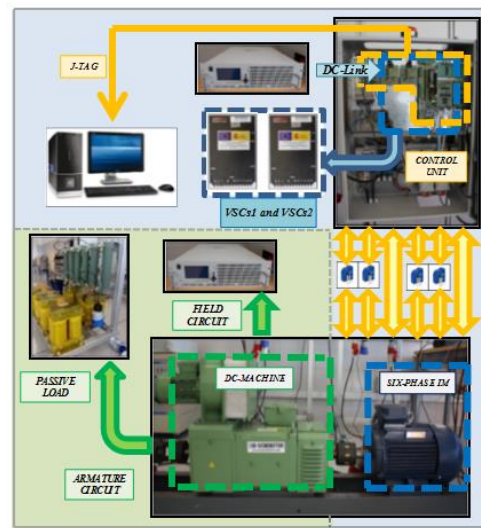 J-TAG
DC-Link
CONTROL
UNIT
VSCs1 and VSCs2
FIELD
CIRCUIT
PASSIVE
LOAD
DC-MACHINE
SIX-PHASE IM
ARMATURE
CIRCUIT